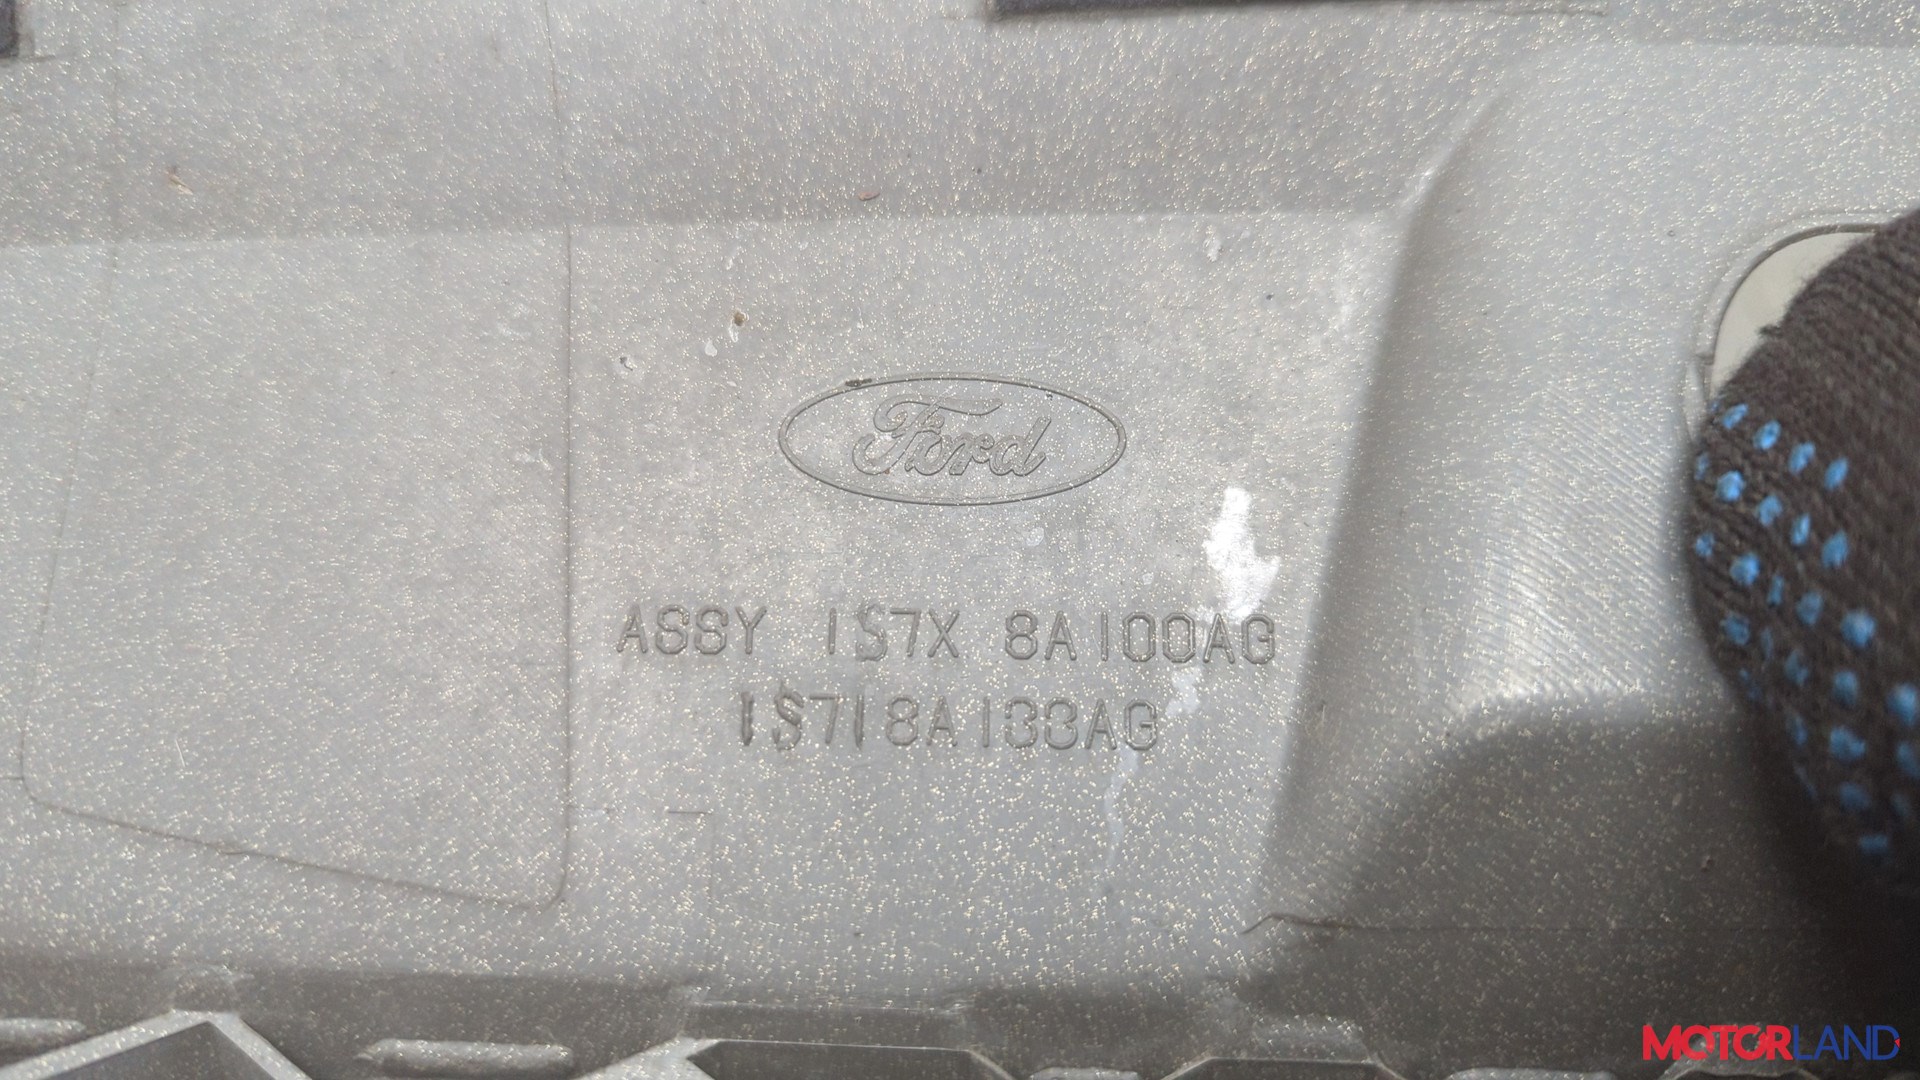 Ford
ASSY 1S7X 8A100AG
1S718A133AG
MOTORLAND